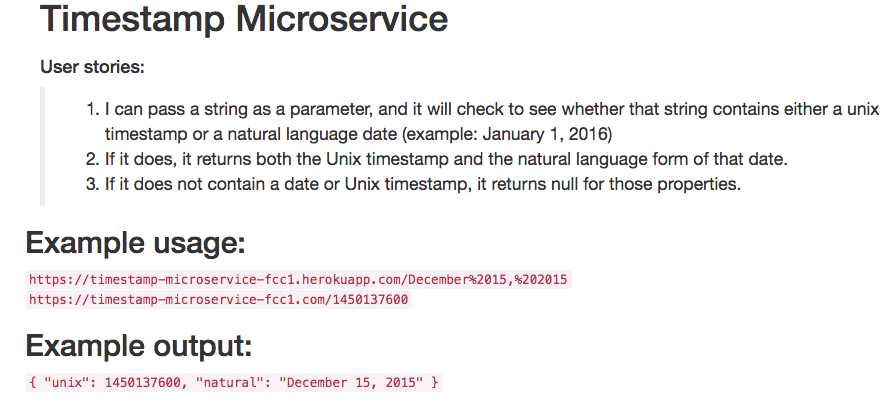 Timestamp Microservice
User stories:
1. I can pass a string as a parameter, and it will check to see whether that string contains either a unix
timestamp or a natural language date (example: January 1, 2016)
2. If it does, it returns both the Unix timestamp and the natural language form of that date.
3. If it does not contain a date or Unix timestamp, it returns null for those properties.
Example usage:
https://timestamp-microservice-fcc1.herokuapp.com/December%2015,%202015
https://timestamp-microservice-fcc1.com/1450137600
Example output:
{ "unix": 1450137600, "natural": "December 15, 2015" }